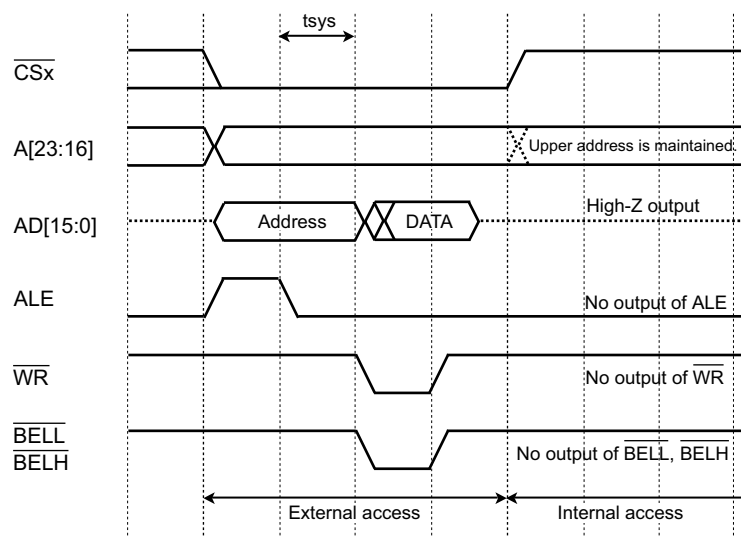 tsys
CSx
A[23:16]
Upper address is maintained.
AD[15:0]
Address
DATA
High-Z output
ALE
No output of ALE
WR
No output of WR
BELL
BELH
No output of BELL, BELH
External access
Internal access